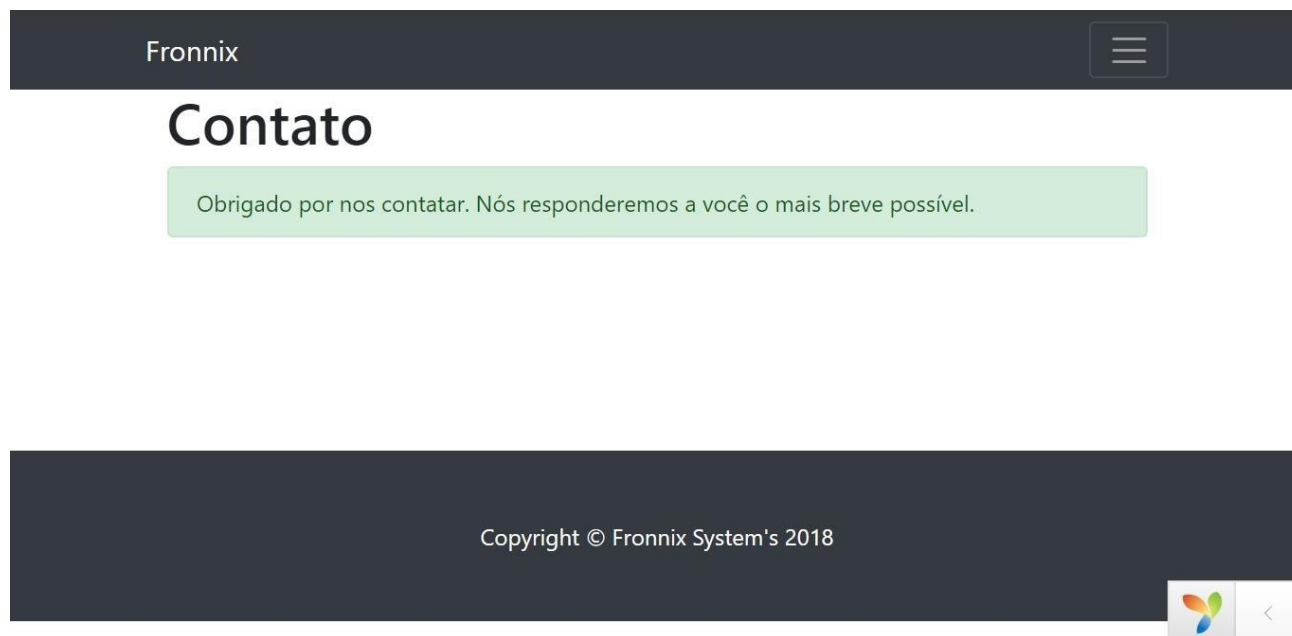 Fronnix
Contato
Obrigado por nos contatar. Nós responderemos a você o mais breve possível.
Copyright © Fronnix System's 2018